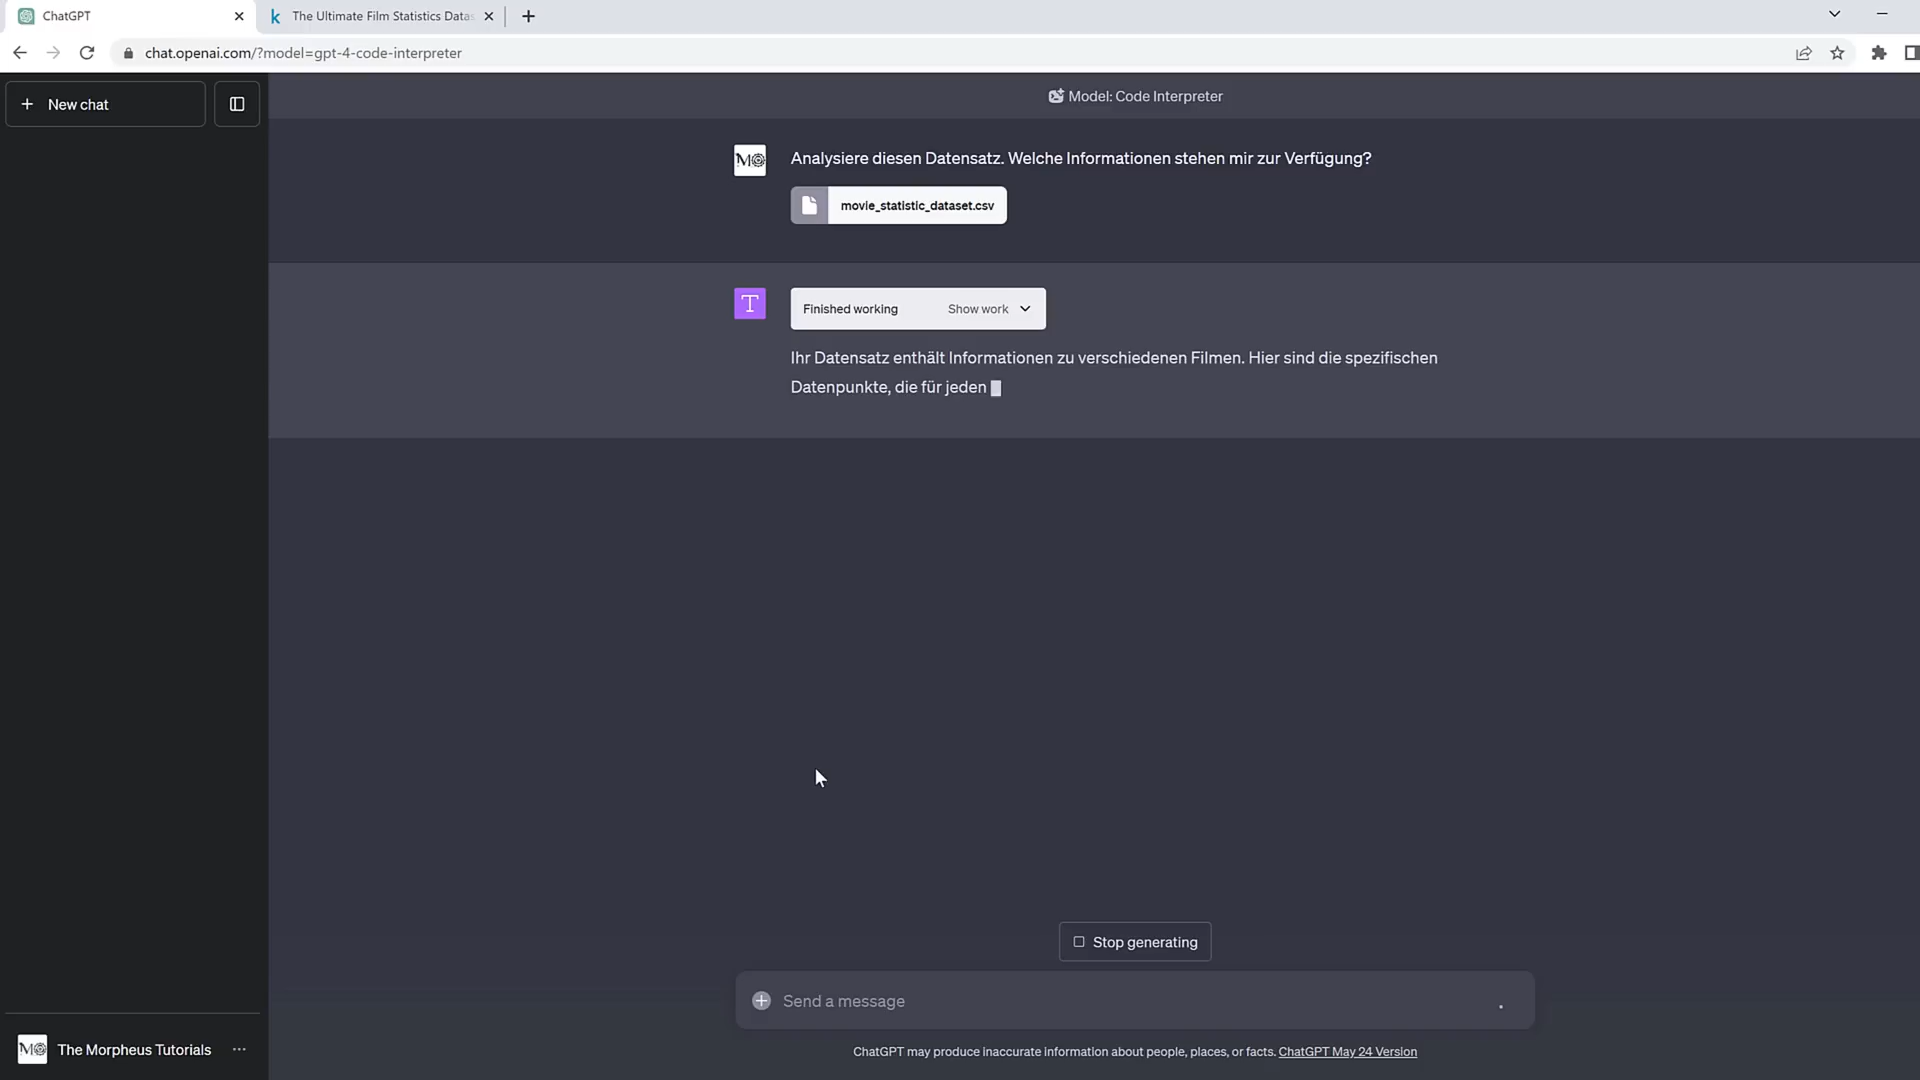 ChatGPT
The Ultimate Film Statistics Datas
chat.openai.com/?model=gpt-4-code-interpreter
New chat
Model: Code Interpreter
Analysiere diesen Datensatz. Welche Informationen stehen mir zur Verfügung?
movie_statistic_dataset.csv
T
Finished working Show work
Ihr Datensatz enthält Informationen zu verschiedenen Filmen. Hier sind die spezifischen
Datenpunkte, die für jeden
Stop generating
Send a message
The Morpheus Tutorials
ChatGPT may produce inaccurate information about people, places, or facts. ChatGPT May 24 Version